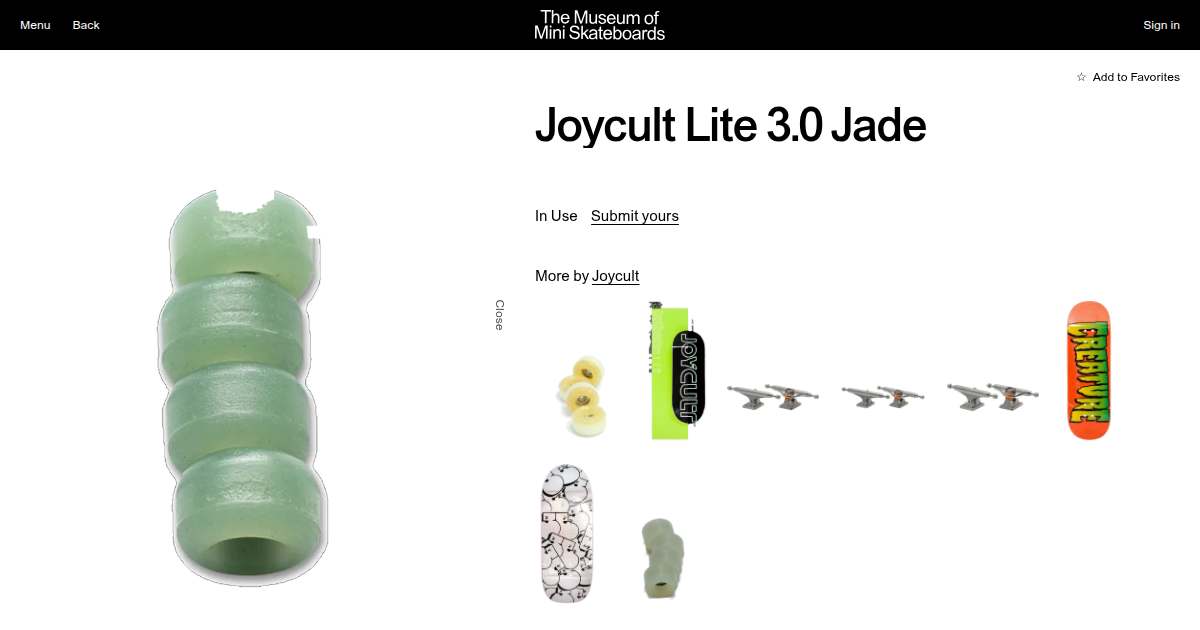 Menu
Back
The Museum of
Mini Skateboards
Sign in
☆ Add to Favorites
Joycult Lite 3.0 Jade
In Use Submit yours
More by Joycult
Close
JOYCULT
CREATURE